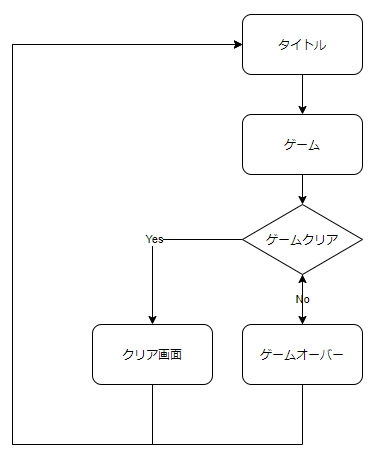 タイトル
ゲーム
ゲームクリア
Yes
No
クリア画面
ゲームオーバー